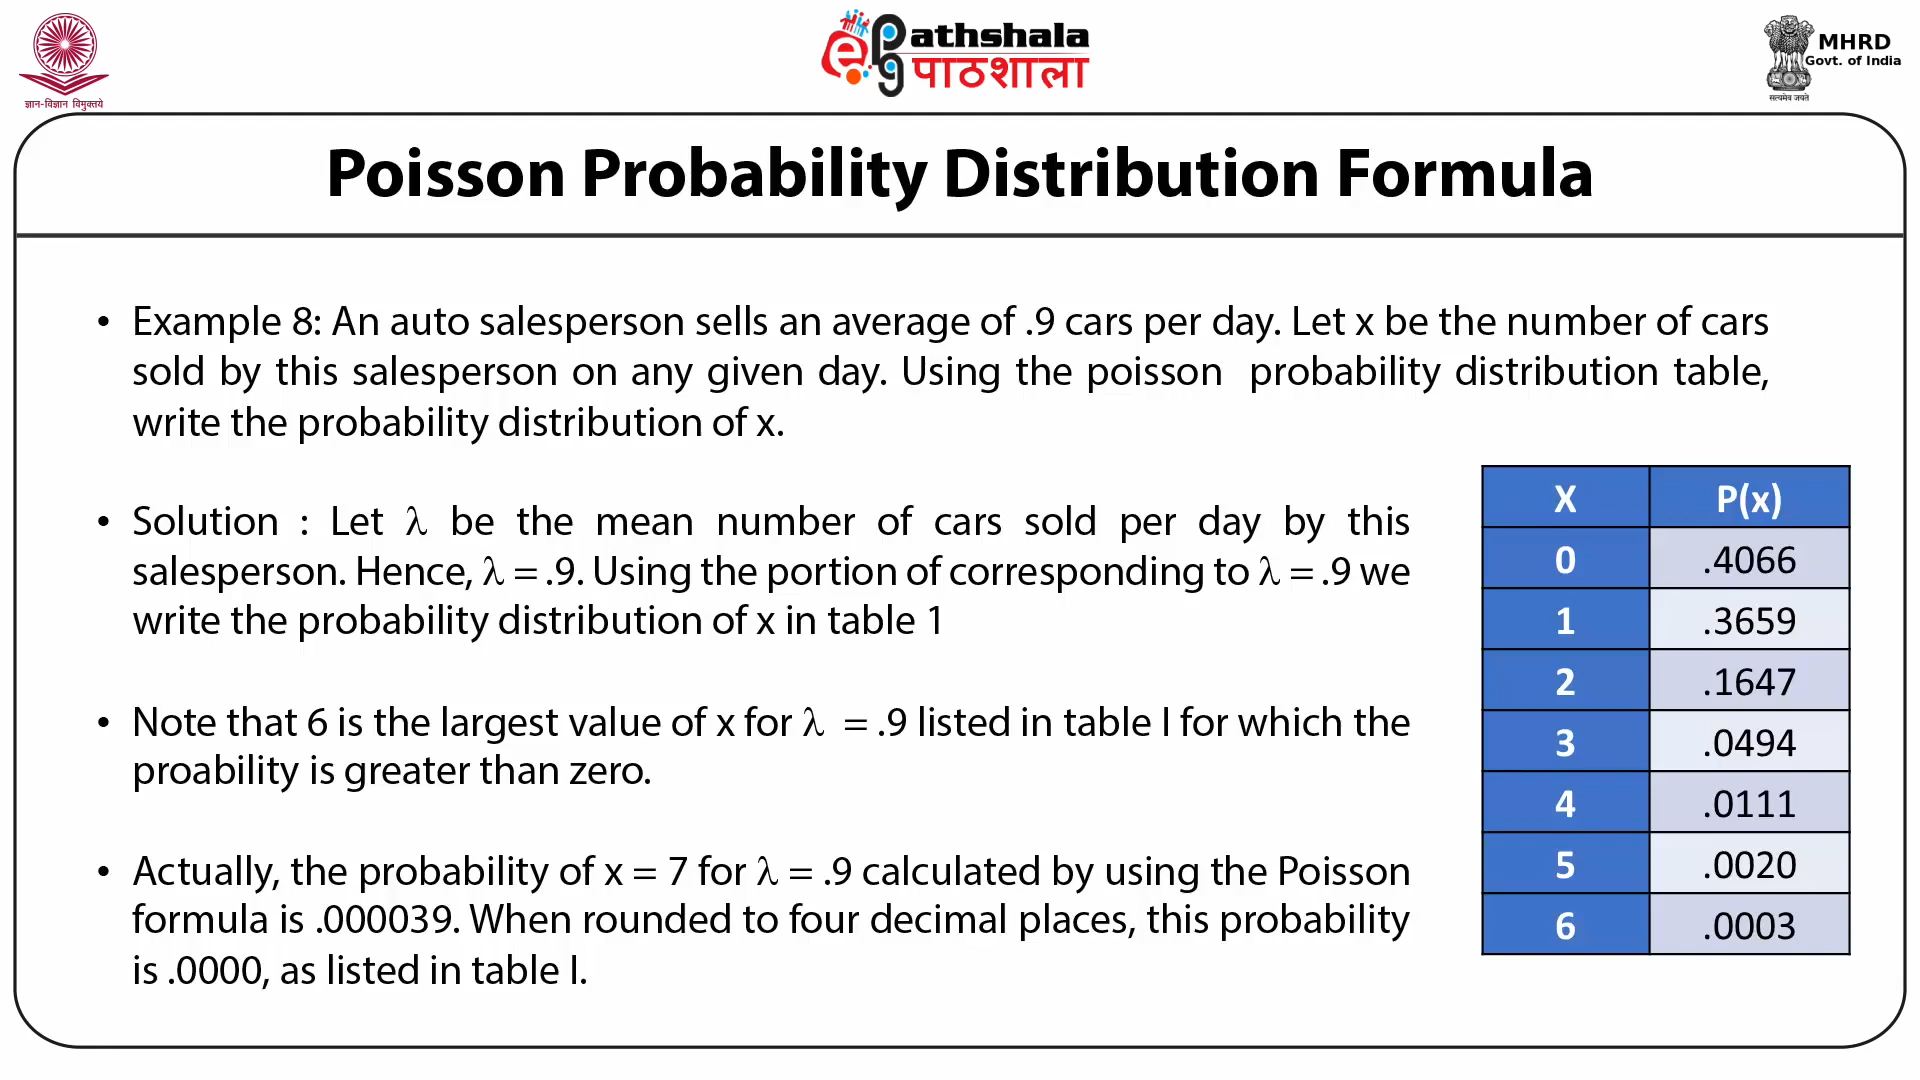 ज्ञान-विज्ञान विमुक्तये
ePathshala
पाठशाला
MHRD
Govt. of India
सत्यमेव जयते
Poisson Probability Distribution Formula
• Example 8: An auto salesperson sells an average of .9 cars per day. Let x be the number of cars
sold by this salesperson on any given day. Using the poisson probability distribution table,
write the probability distribution of x.
• Solution : Let λ be the mean number of cars sold per day by this
salesperson. Hence, λ = .9. Using the portion of corresponding to λ = .9 we
write the probability distribution of x in table 1
• Note that 6 is the largest value of x for λ = .9 listed in table I for which the
proability is greater than zero.
• Actually, the probability of x = 7 for λ = .9 calculated by using the Poisson
formula is .000039. When rounded to four decimal places, this probability
is .0000, as listed in table I.
X P(x)
0 .4066
1 .3659
2 .1647
3 .0494
4 .0111
5 .0020
6 .0003